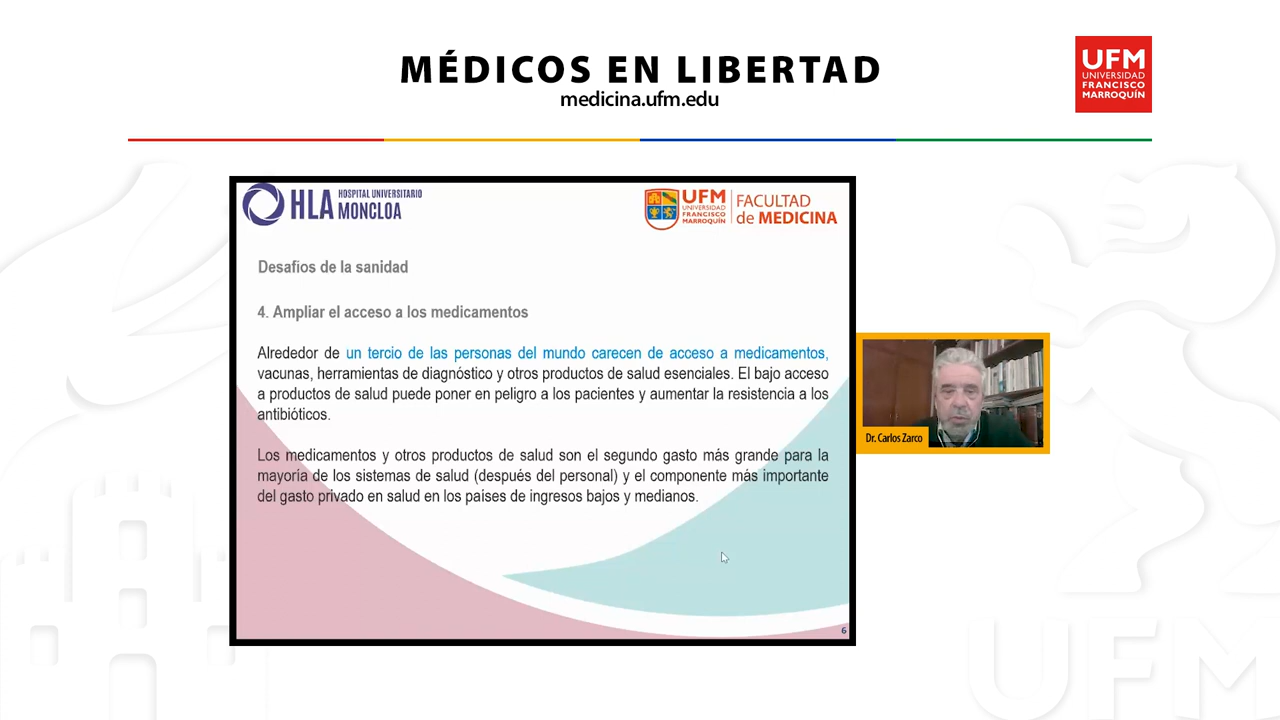 MÉDICOS EN LIBERTAD
medicina.ufm.edu
UFM
UNIVERSIDAD
FRANCISCO
MARROQUÍN
HLA HOSPITAL UNIVERSITARIO
MONCLOA
UFM
UNIVERSIDAD
FRANCISCO
MARROQUÍN
FACULTAD
de MEDICINA
Desafíos de la sanidad
4. Ampliar el acceso a los medicamentos
Alrededor de un tercio de las personas del mundo carecen de acceso a medicamentos,
vacunas, herramientas de diagnóstico y otros productos de salud esenciales. El bajo acceso
a productos de salud puede poner en peligro a los pacientes y aumentar la resistencia a los
antibióticos.
Los medicamentos y otros productos de salud son el segundo gasto más grande para la
mayoría de los sistemas de salud (después del personal) y el componente más importante
del gasto privado en salud en los países de ingresos bajos y medianos.
6
Dr. Carlos Zarco
UFM